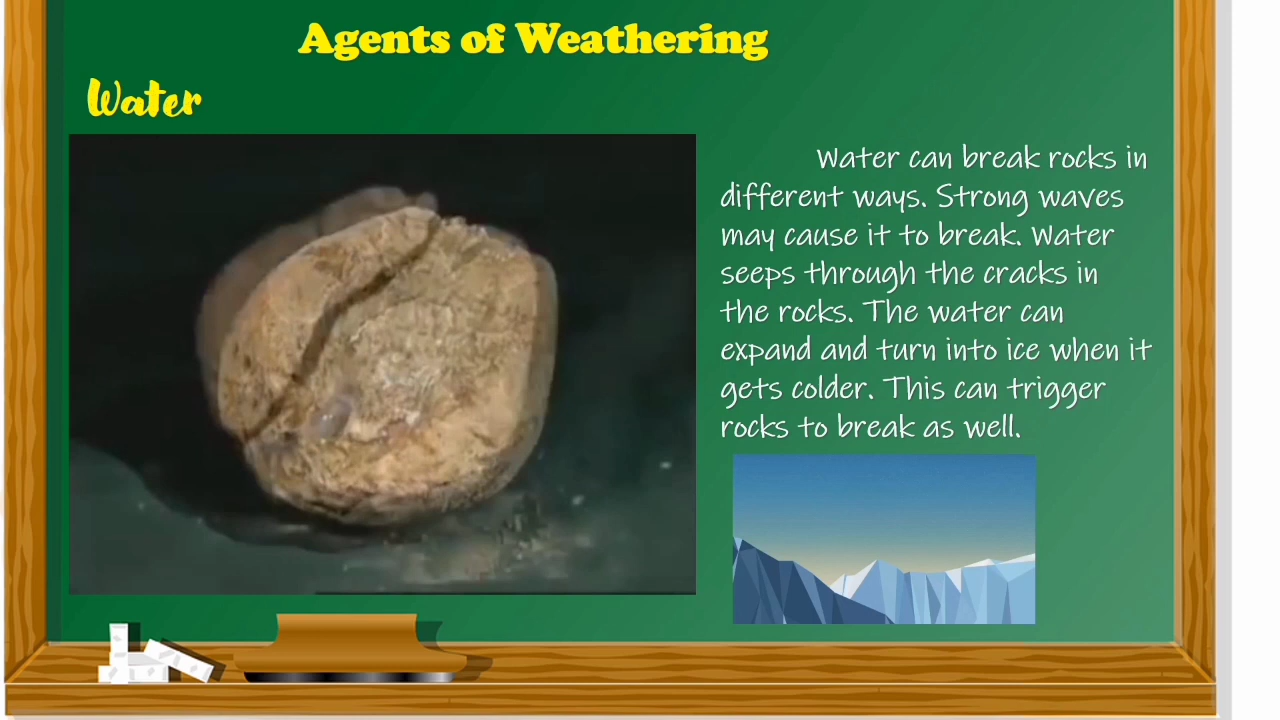 Agents of Weathering
Water
Water can break rocks in
different ways. Strong waves
may cause it to break. Water
seeps through the cracks in
the rocks. The water can
expand and turn into ice when it
gets colder. This can trigger
rocks to break as well.